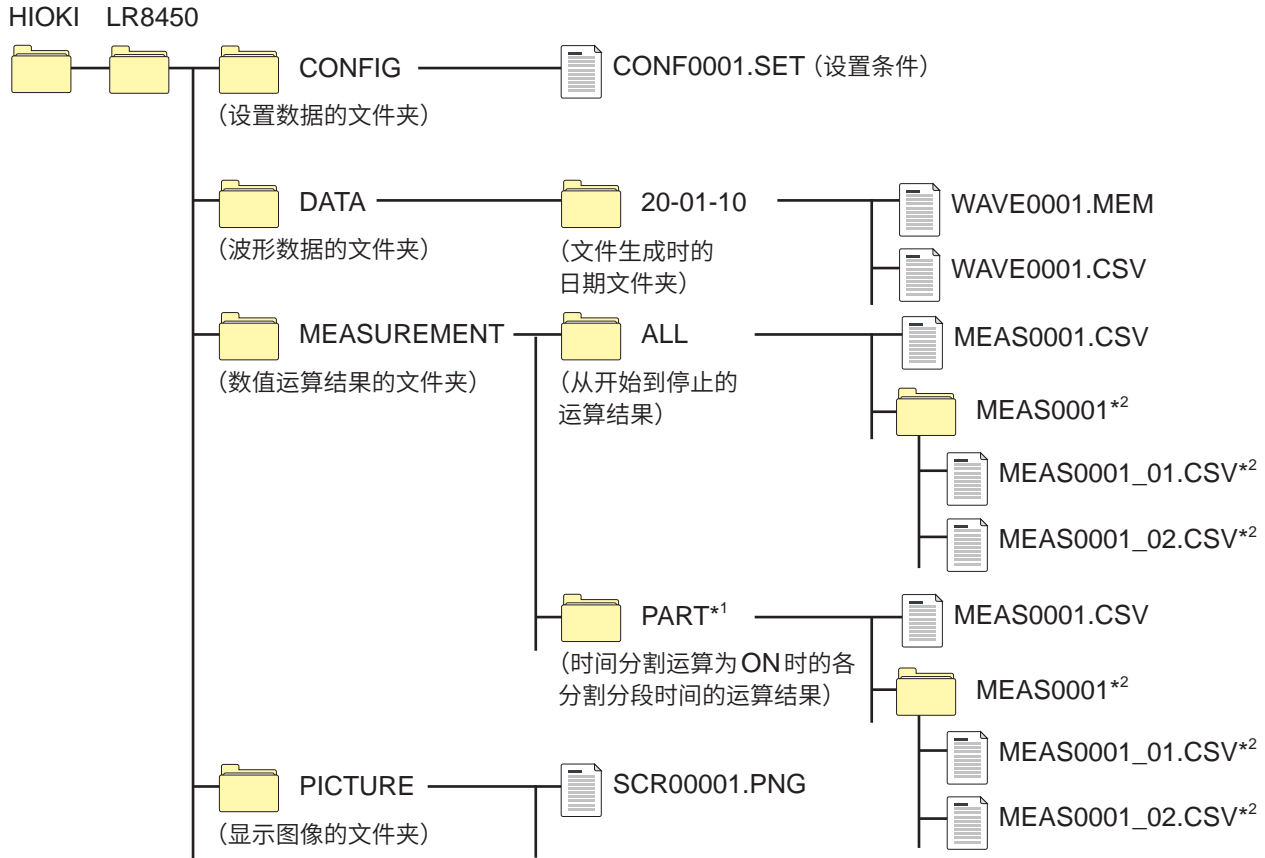 HIOKI LR8450
CONFIG CONF0001.SET（设置条件）
（设置数据的文件夹）
DATA 20-01-10 WAVE0001.MEM
（波形数据的文件夹）
（文件生成时的
日期文件夹）
WAVE0001.CSV
MEASUREMENT ALL MEAS0001.CSV
（数值运算结果的文件夹）
（从开始到停止的
运算结果）
MEAS0001*2
MEAS0001_01.CSV*2
MEAS0001_02.CSV*2
PART*1 MEAS0001.CSV
（时间分割运算为ON时的各
分割分段时间的运算结果）
MEAS0001*2
MEAS0001_01.CSV*2
MEAS0001_02.CSV*2
PICTURE SCR00001.PNG
（显示图像的文件夹）